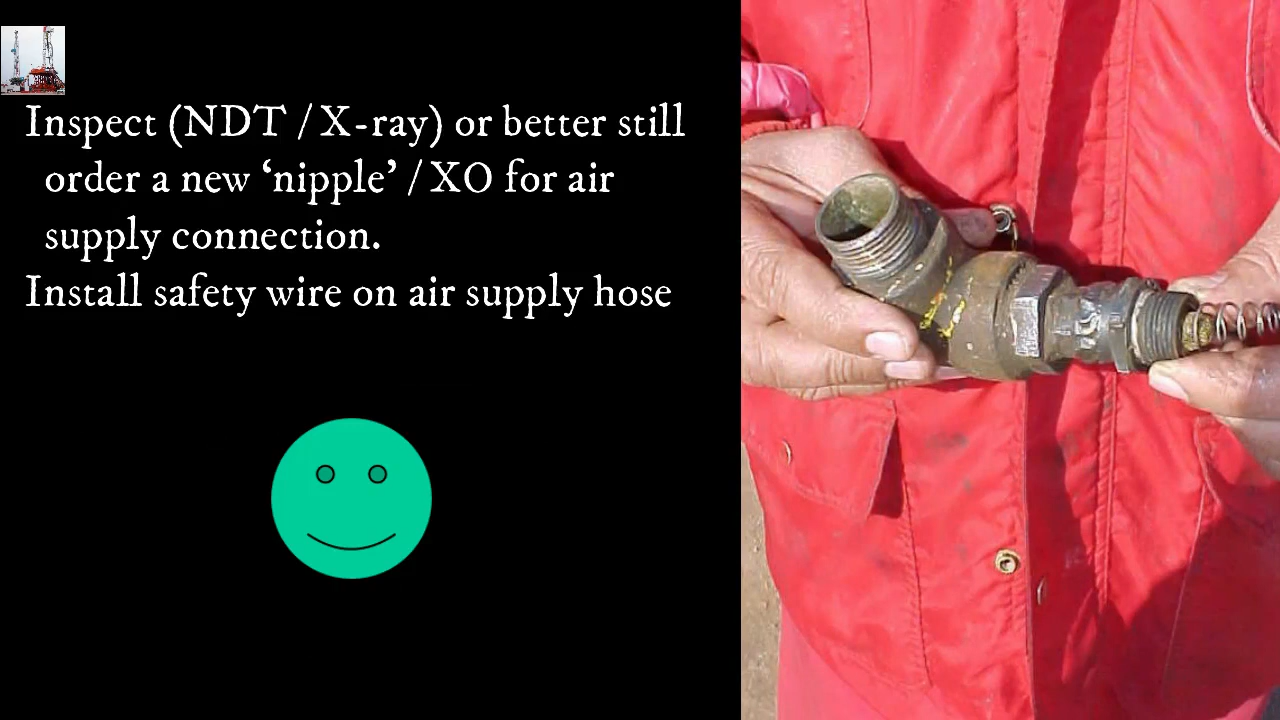 Inspect (NDT / X-ray) or better still
order a new ‘nipple’ / XO for air
supply connection.
Install safety wire on air supply hose